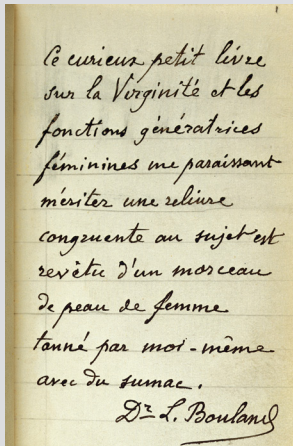 Ce curieux petit livre
sur la Virginité et les
fonctions génératrices
féminines me paraissant
mériter une reliure
congruente au sujet est
revêtu d'un morceau
de peau de femme
tanné par moi-même
avec du sumac.
Dr L. Bouland